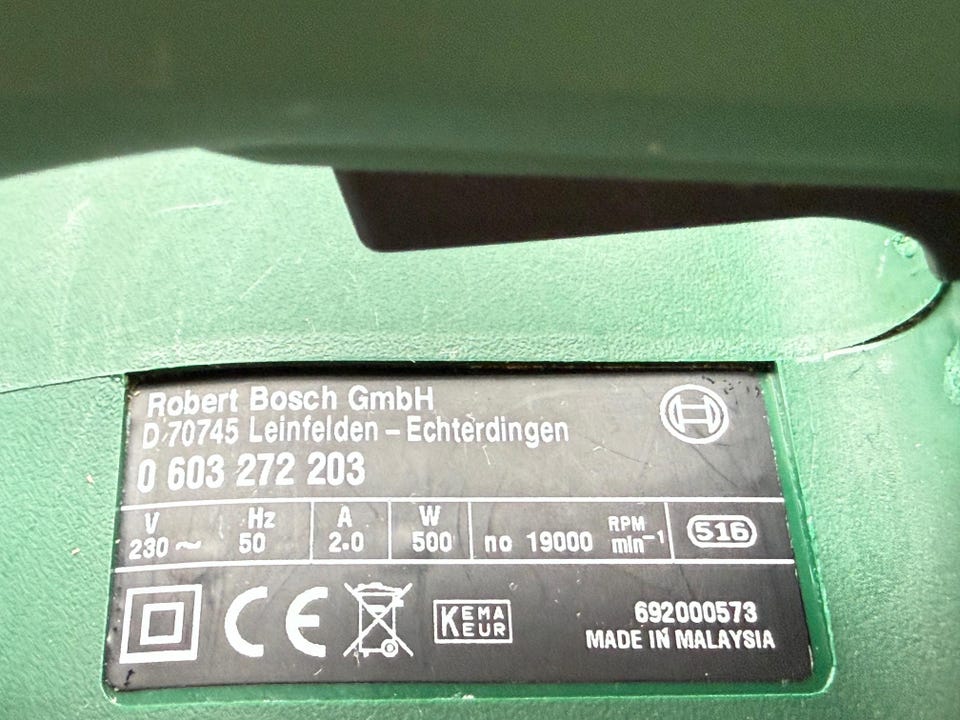 Robert Bosch GmbH
D-70745 Leinfelden – Echterdingen
0 603 272 203
V Hz A W RPM
230 ~ 50 2.0 500 no 19000 min-1 516
CE KEMA EUR 692000573
MADE IN MALAYSIA